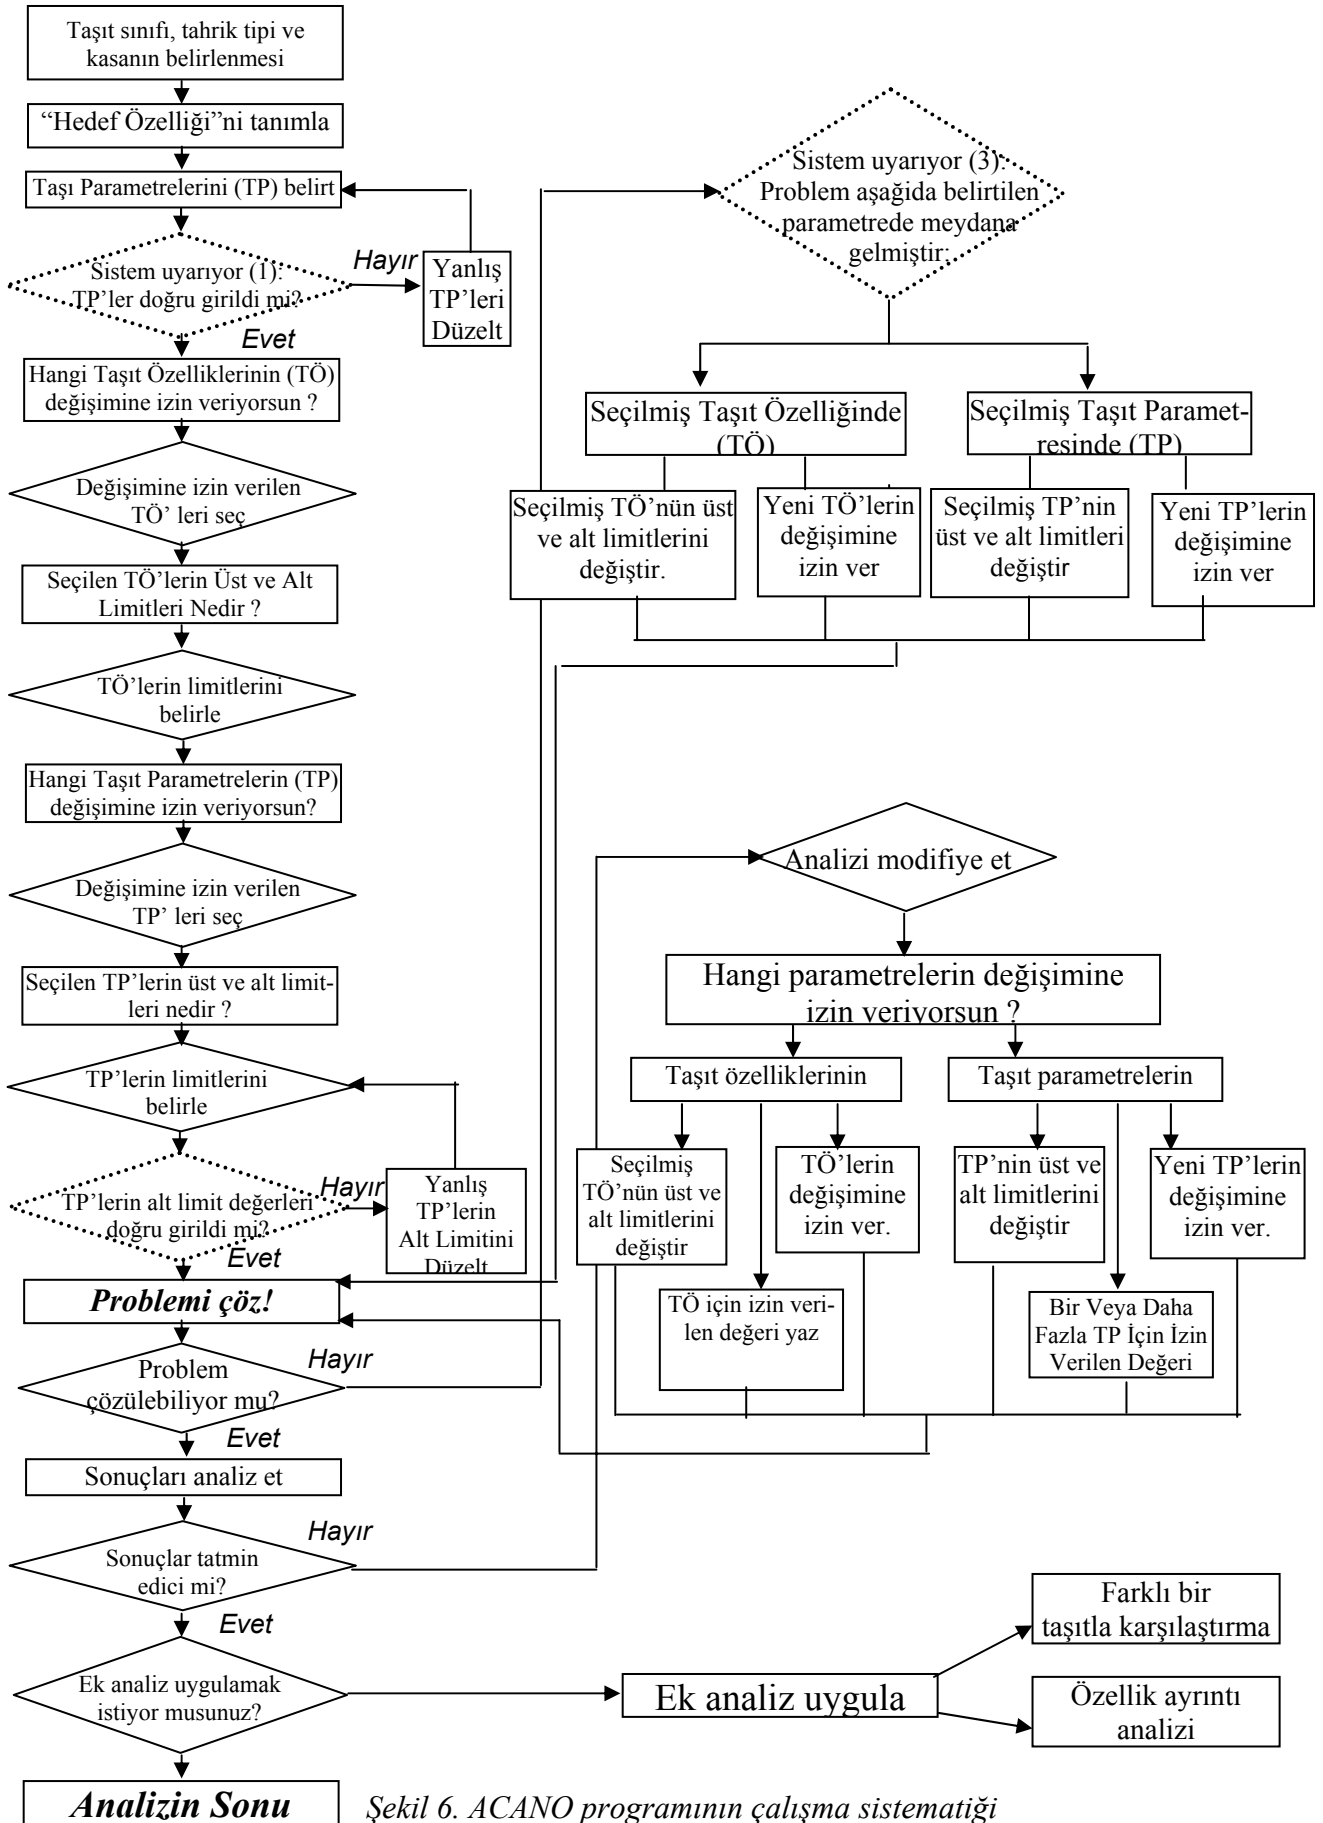 Taşıt sınıfı, tahrik tipi ve
kasanın belirlenmesi
“Hedef Özelliği”ni tanımla
Taşı Parametrelerini (TP) belirt
Sistem uyarıyor (1):
TP’ler doğru girildi mi?
Hayır
Yanlış
TP’leri
Düzelt
Evet
Hangi Taşıt Özelliklerinin (TÖ)
değişimine izin veriyorsun ?
Değişimine izin verilen
TÖ’ leri seç
Seçilen TÖ’lerin Üst ve Alt
Limitleri Nedir ?
TÖ’lerin limitlerini
belirle
Hangi Taşıt Parametrelerin (TP)
değişimine izin veriyorsun?
Değişimine izin verilen
TP’ leri seç
Seçilen TP’lerin üst ve alt limit-
leri nedir ?
TP’lerin limitlerini
belirle
TP’lerin alt limit değerleri
doğru girildi mi?
Hayır
Yanlış
TP’lerin
Alt Limitini
Düzelt
Evet
Problemi çöz!
Problem
çözülebiliyor mu?
Hayır
Evet
Sonuçları analiz et
Sonuçlar tatmin
edici mi?
Hayır
Evet
Ek analiz uygulamak
istiyor musunuz?
Analizin Sonu
Sistem uyarıyor (3):
Problem aşağida belirtilen
parametrede meydana
gelmiştir;
Seçilmiş Taşıt Özelliğinde
(TÖ)
Seçilmiş Taşıt Paramet-
resinde (TP)
Seçilmiş TÖ’nün üst
ve alt limitlerini
değiştir.
Yeni TÖ’lerin
değişimine
izin ver
Seçilmiş TP’nin
üst ve alt limitleri
değiştir
Yeni TP’lerin
değişimine
izin ver
Analizi modifiye et
Hangi parametrelerin değişimine
izin veriyorsun ?
Taşıt özelliklerinin
Taşıt parametrelerin
Seçilmiş
TÖ’nün üst ve
alt limitlerini
değiştir
TÖ’lerin
değişimine
izin ver.
TP’nin üst ve
alt limitlerini
değiştir
Yeni TP’lerin
değişimine
izin ver.
TÖ için izin veri-
len değeri yaz
Bir Veya Daha
Fazla TP İçin İzin
Verilen Değeri
Ek analiz uygula
Farklı bir
taşıtla karşılaştırma
Özellik ayrıntı
analizi
Şekil 6. ACANO programının çalışma sistematiği